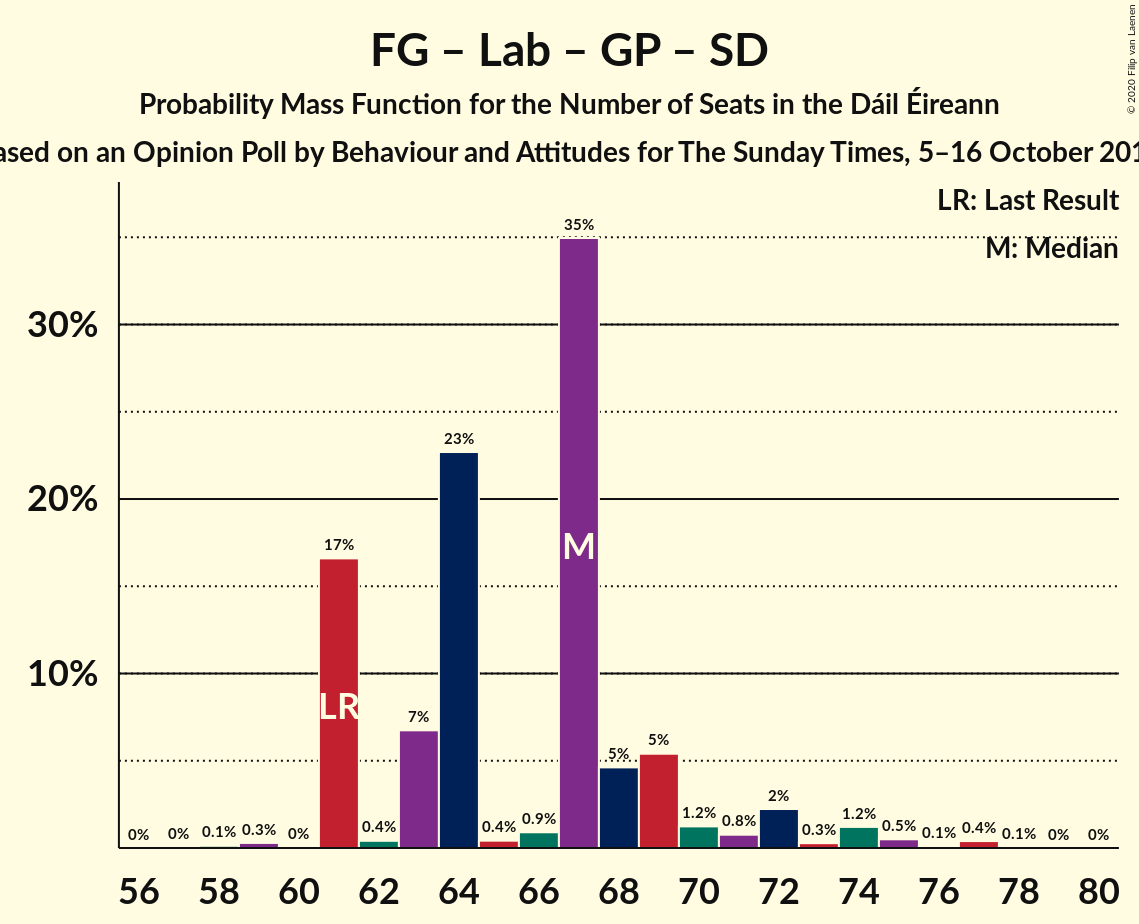 FG – Lab – GP – SD
Probability Mass Function for the Number of Seats in the Dáil Éireann
ased on an Opinion Poll by Behaviour and Attitudes for The Sunday Times, 5–16 October 201
© 2020 Filip van Laenen
LR: Last Result
M: Median
30%
20%
10%
0% 0% 0.1% 0.3% 0% 17% 0.4% 7% 23% 0.4% 0.9% 35% 5% 5% 1.2% 0.8% 2% 0.3% 1.2% 0.5% 0.1% 0.4% 0.1% 0% 0%
LR
M
56 58 60 62 64 66 68 70 72 74 76 78 80